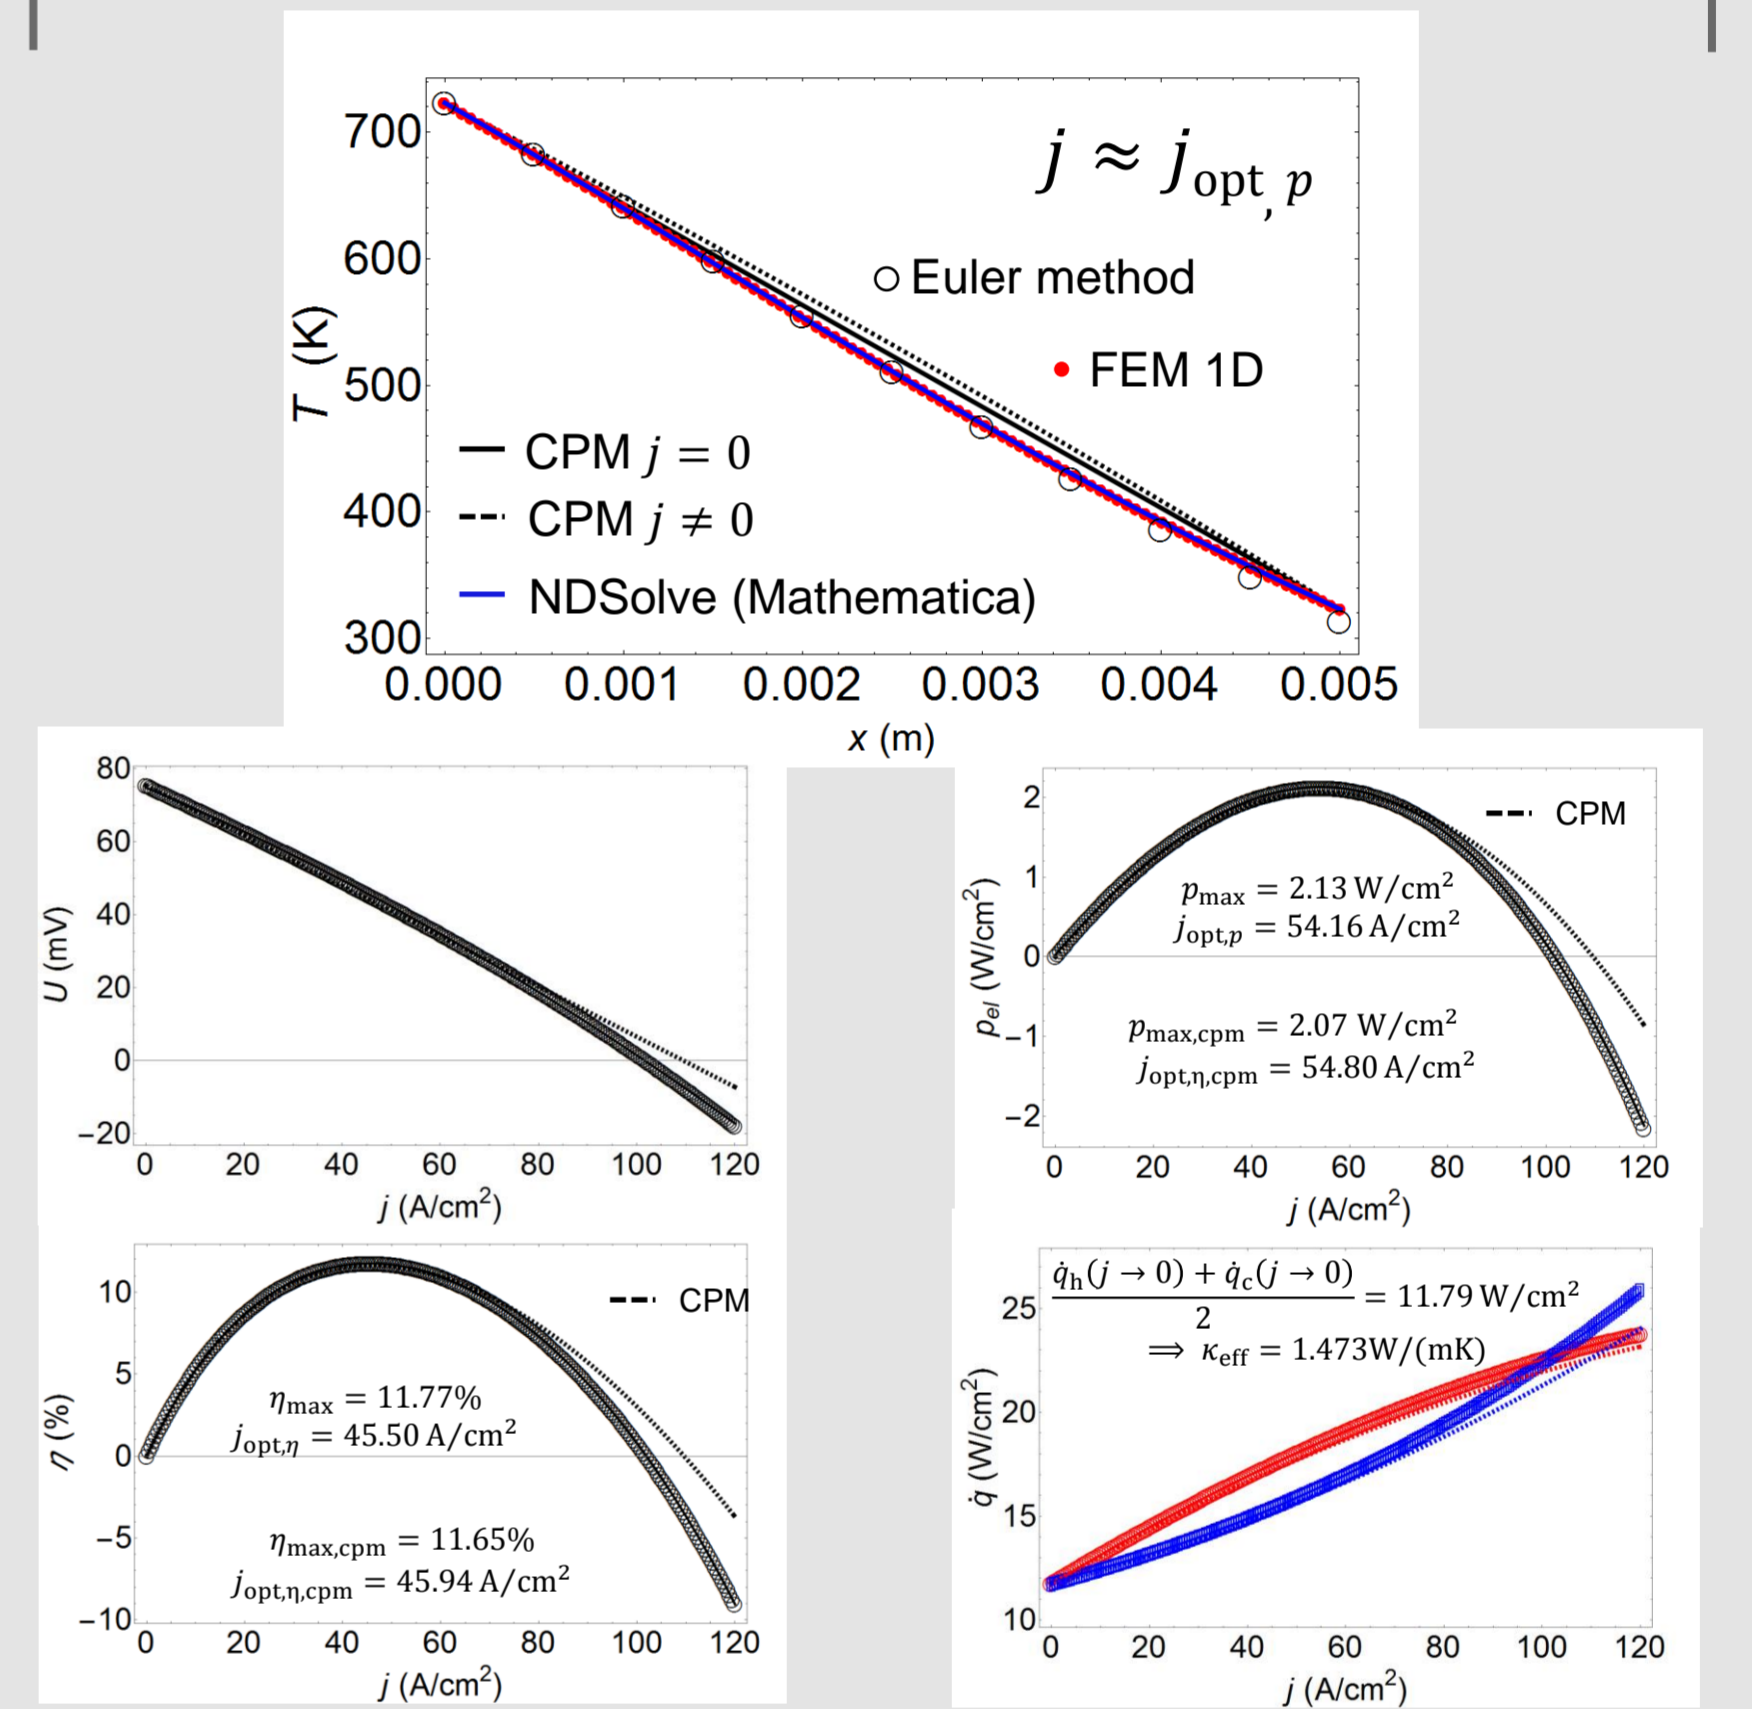 700
600
500
400
300
T (K)
j ≈ j_opt, p
Euler method
FEM 1D
CPM j = 0
CPM j ≠ 0
NDSolve (Mathematica)
0.000 0.001 0.002 0.003 0.004 0.005
x (m)
80
60
40
20
0
−20
U (mV)
0 20 40 60 80 100 120
j (A/cm²)
2
1
0
−1
−2
p_el (W/cm²)
CPM
p_max = 2.13 W/cm²
j_opt,p = 54.16 A/cm²
p_max,cpm = 2.07 W/cm²
j_opt,η,cpm = 54.80 A/cm²
0 20 40 60 80 100 120
j (A/cm²)
10
5
0
−5
−10
η (%)
CPM
η_max = 11.77%
j_opt,η = 45.50 A/cm²
η_max,cpm = 11.65%
j_opt,η,cpm = 45.94 A/cm²
0 20 40 60 80 100 120
j (A/cm²)
25
20
15
10
q̇ (W/cm²)
q̇_h(j → 0) + q̇_c(j → 0)
2
= 11.79 W/cm²
⟹ κ_eff = 1.473W/(mK)
0 20 40 60 80 100 120
j (A/cm²)